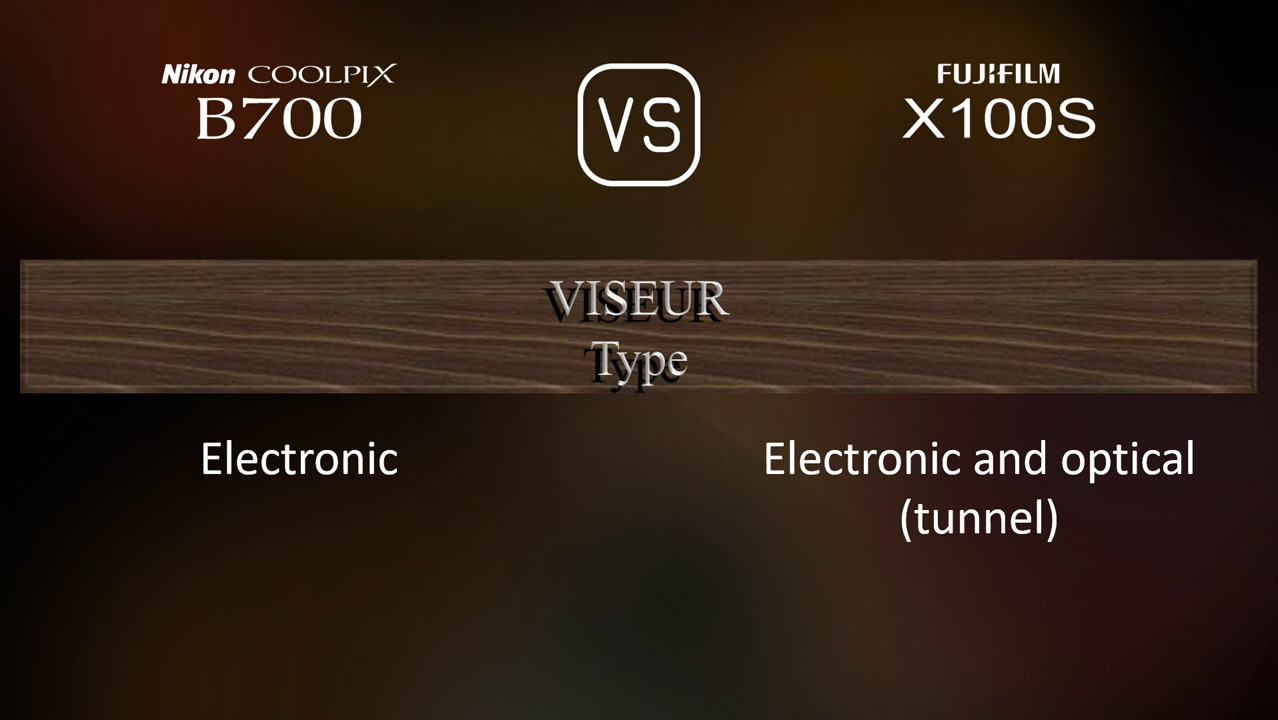 Nikon COOLPIX
B700
VS
FUJIFILM
X100S
VISEUR
Type
Electronic
Electronic and optical
(tunnel)